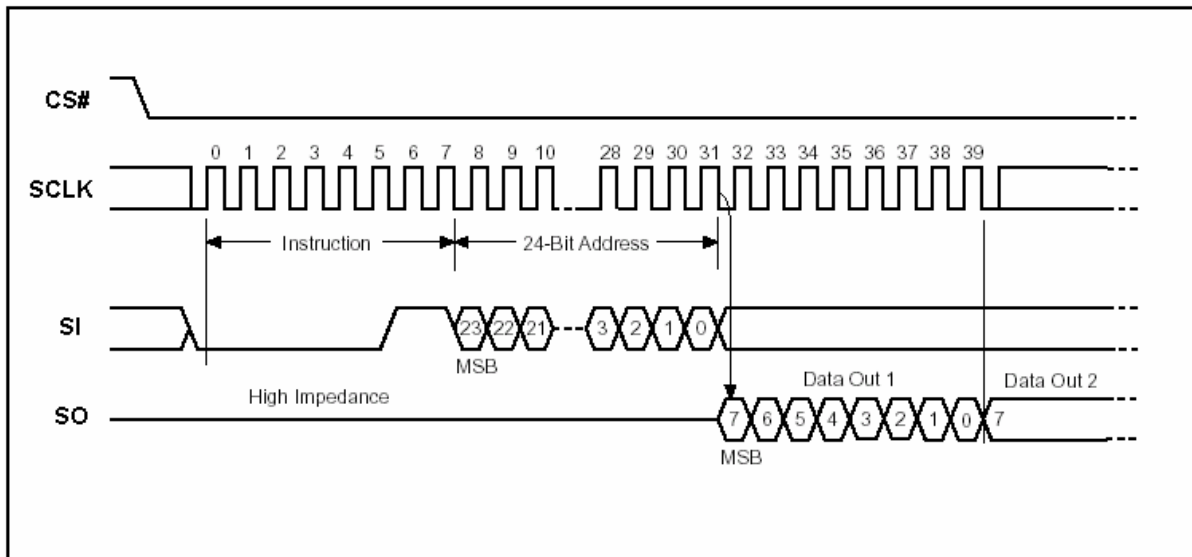 CS#
0 1 2 3 4 5 6 7 8 9 10 28 29 30 31 32 33 34 35 36 37 38 39
SCLK
Instruction 24-Bit Address
SI 23 22 21 3 2 1 0
MSB
High Impedance Data Out 1 Data Out 2
SO 7 6 5 4 3 2 1 0 7
MSB